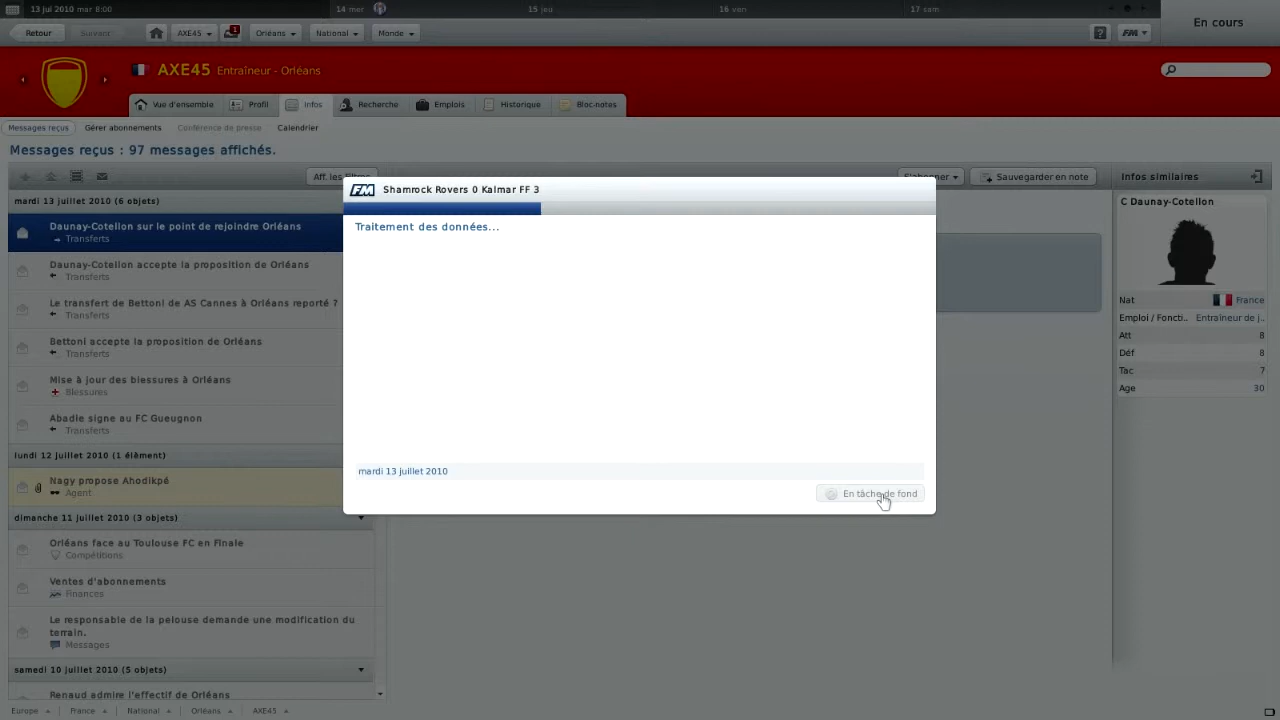 13 jui 2010 mar 8:00
14 mer
15 jeu
16 ven
17 sam
En cours
Retour
Suivant
AXE45
1
Orléans
National
Monde
?
FM
AXE45 Entraîneur - Orléans
Vue d'ensemble
Profil
Infos
Recherche
Emplois
Historique
Bloc-notes
Messages reçus
Gérer abonnements
Conférence de presse
Calendrier
Messages reçus : 97 messages affichés.
Aff. les filtres
S'abonner
Sauvegarder en note
Infos similaires
mardi 13 juillet 2010 (6 objets)
Daunay-Cotellon sur le point de rejoindre Orléans
Transferts
Daunay-Cotellon accepte la proposition de Orléans
Transferts
Le transfert de Bettoni de AS Cannes à Orléans reporté ?
Transferts
Bettoni accepte la proposition de Orléans
Transferts
Mise à jour des blessures à Orléans
Blessures
Abadie signe au FC Gueugnon
Transferts
lundi 12 juillet 2010 (1 élément)
Nagy propose Ahodikpé
Agent
dimanche 11 juillet 2010 (3 objets)
Orléans face au Toulouse FC en Finale
Compétitions
Ventes d'abonnements
Finances
Le responsable de la pelouse demande une modification du
terrain.
Messages
samedi 10 juillet 2010 (5 objets)
Renaud admire l'effectif de Orléans
FM Shamrock Rovers 0 Kalmar FF 3
Traitement des données...
mardi 13 juillet 2010
En tâche de fond
C Daunay-Cotellon
Nat France
Emploi / Foncti.. Entraîneur de j..
Att 8
Déf 8
Tac 7
Age 30
Europe
France
National
Orléans
AXE45